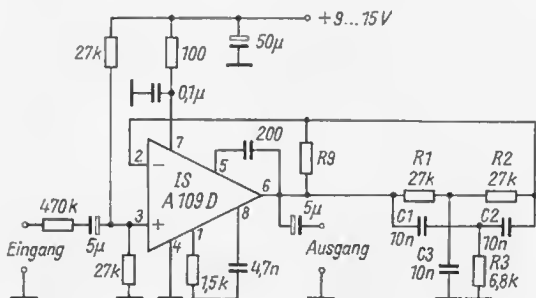 +9...15V
27k
100
50µ
0,1µ
7
200
2
5
R9
R1
27k
R2
27k
IS
A 109 D
6
8
470k
5µ
3
+
4
1
5µ
C1
10n
C2
10n
C3
10n
R3
6,8k
Eingang
27k
1,5k
4,7n
Ausgang